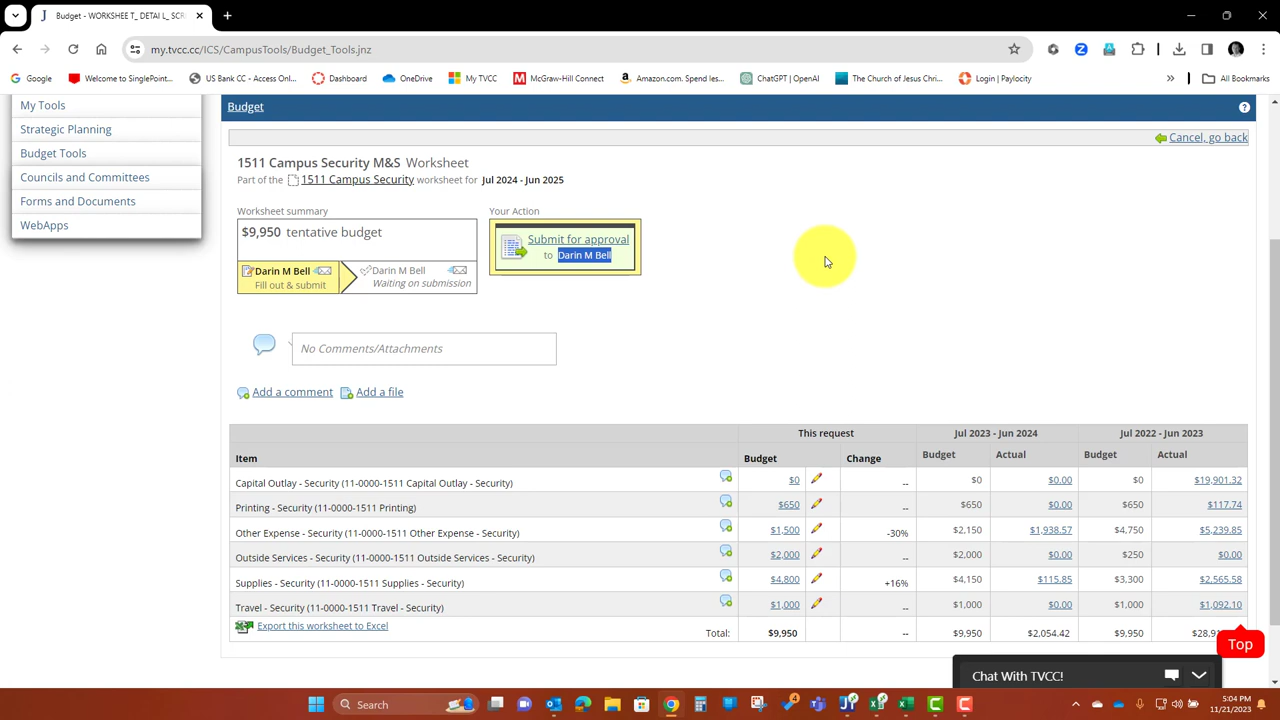 Budget - WORKSHEE T_ DETAI L_ SCR
my.tvcc.cc/ICS/CampusTools/Budget_Tools.jnz
Google
Welcome to SinglePoint...
US Bank CC - Access Onl...
Dashboard
OneDrive
My TVCC
McGraw-Hill Connect
Amazon.com. Spend les...
ChatGPT | OpenAI
The Church of Jesus Chri...
Login | Paylocity
All Bookmarks
My Tools
Strategic Planning
Budget Tools
Councils and Committees
Forms and Documents
WebApps
Budget
Cancel, go back
1511 Campus Security M&S Worksheet
Part of the 1511 Campus Security worksheet for Jul 2024 - Jun 2025
Worksheet summary Your Action
$9,950 tentative budget
Submit for approval
to Darin M Bell
Darin M Bell Darin M Bell
Fill out & submit Waiting on submission
No Comments/Attachments
Add a comment Add a file
This request Jul 2023 - Jun 2024 Jul 2022 - Jun 2023
Item Budget Change Budget Actual Budget Actual
Capital Outlay - Security (11-0000-1511 Capital Outlay - Security) $0 -- $0 $0.00 $0 $19,901.32
Printing - Security (11-0000-1511 Printing) $650 -- $650 $0.00 $650 $117.74
Other Expense - Security (11-0000-1511 Other Expense - Security) $1,500 -30% $2,150 $1,938.57 $4,750 $5,239.85
Outside Services - Security (11-0000-1511 Outside Services - Security) $2,000 -- $2,000 $0.00 $250 $0.00
Supplies - Security (11-0000-1511 Supplies - Security) $4,800 +16% $4,150 $115.85 $3,300 $2,565.58
Travel - Security (11-0000-1511 Travel - Security) $1,000 -- $1,000 $0.00 $1,000 $1,092.10
Export this worksheet to Excel Total: $9,950 -- $9,950 $2,054.42 $9,950
Top
Chat With TVCC!
Search
5:04 PM
11/21/2023